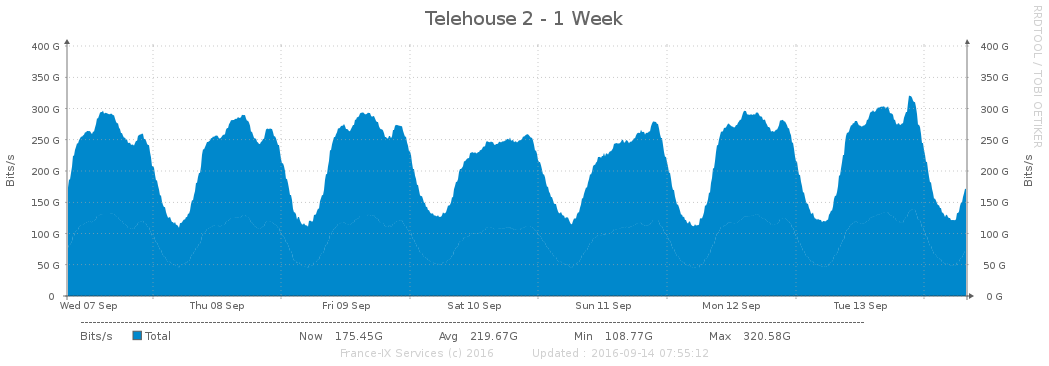 Telehouse 2 - 1 Week
RRDTOOL / TOBI OETIKER
Bits/s
Bits/s
400 G 400 G
350 G 350 G
300 G 300 G
250 G 250 G
200 G 200 G
150 G 150 G
100 G 100 G
50 G 50 G
0 0 G
Wed 07 Sep Thu 08 Sep Fri 09 Sep Sat 10 Sep Sun 11 Sep Mon 12 Sep Tue 13 Sep
Bits/s Total Now 175.45G Avg 219.67G Min 108.77G Max 320.58G
France-IX Services (c) 2016 Updated : 2016-09-14 07:55:12